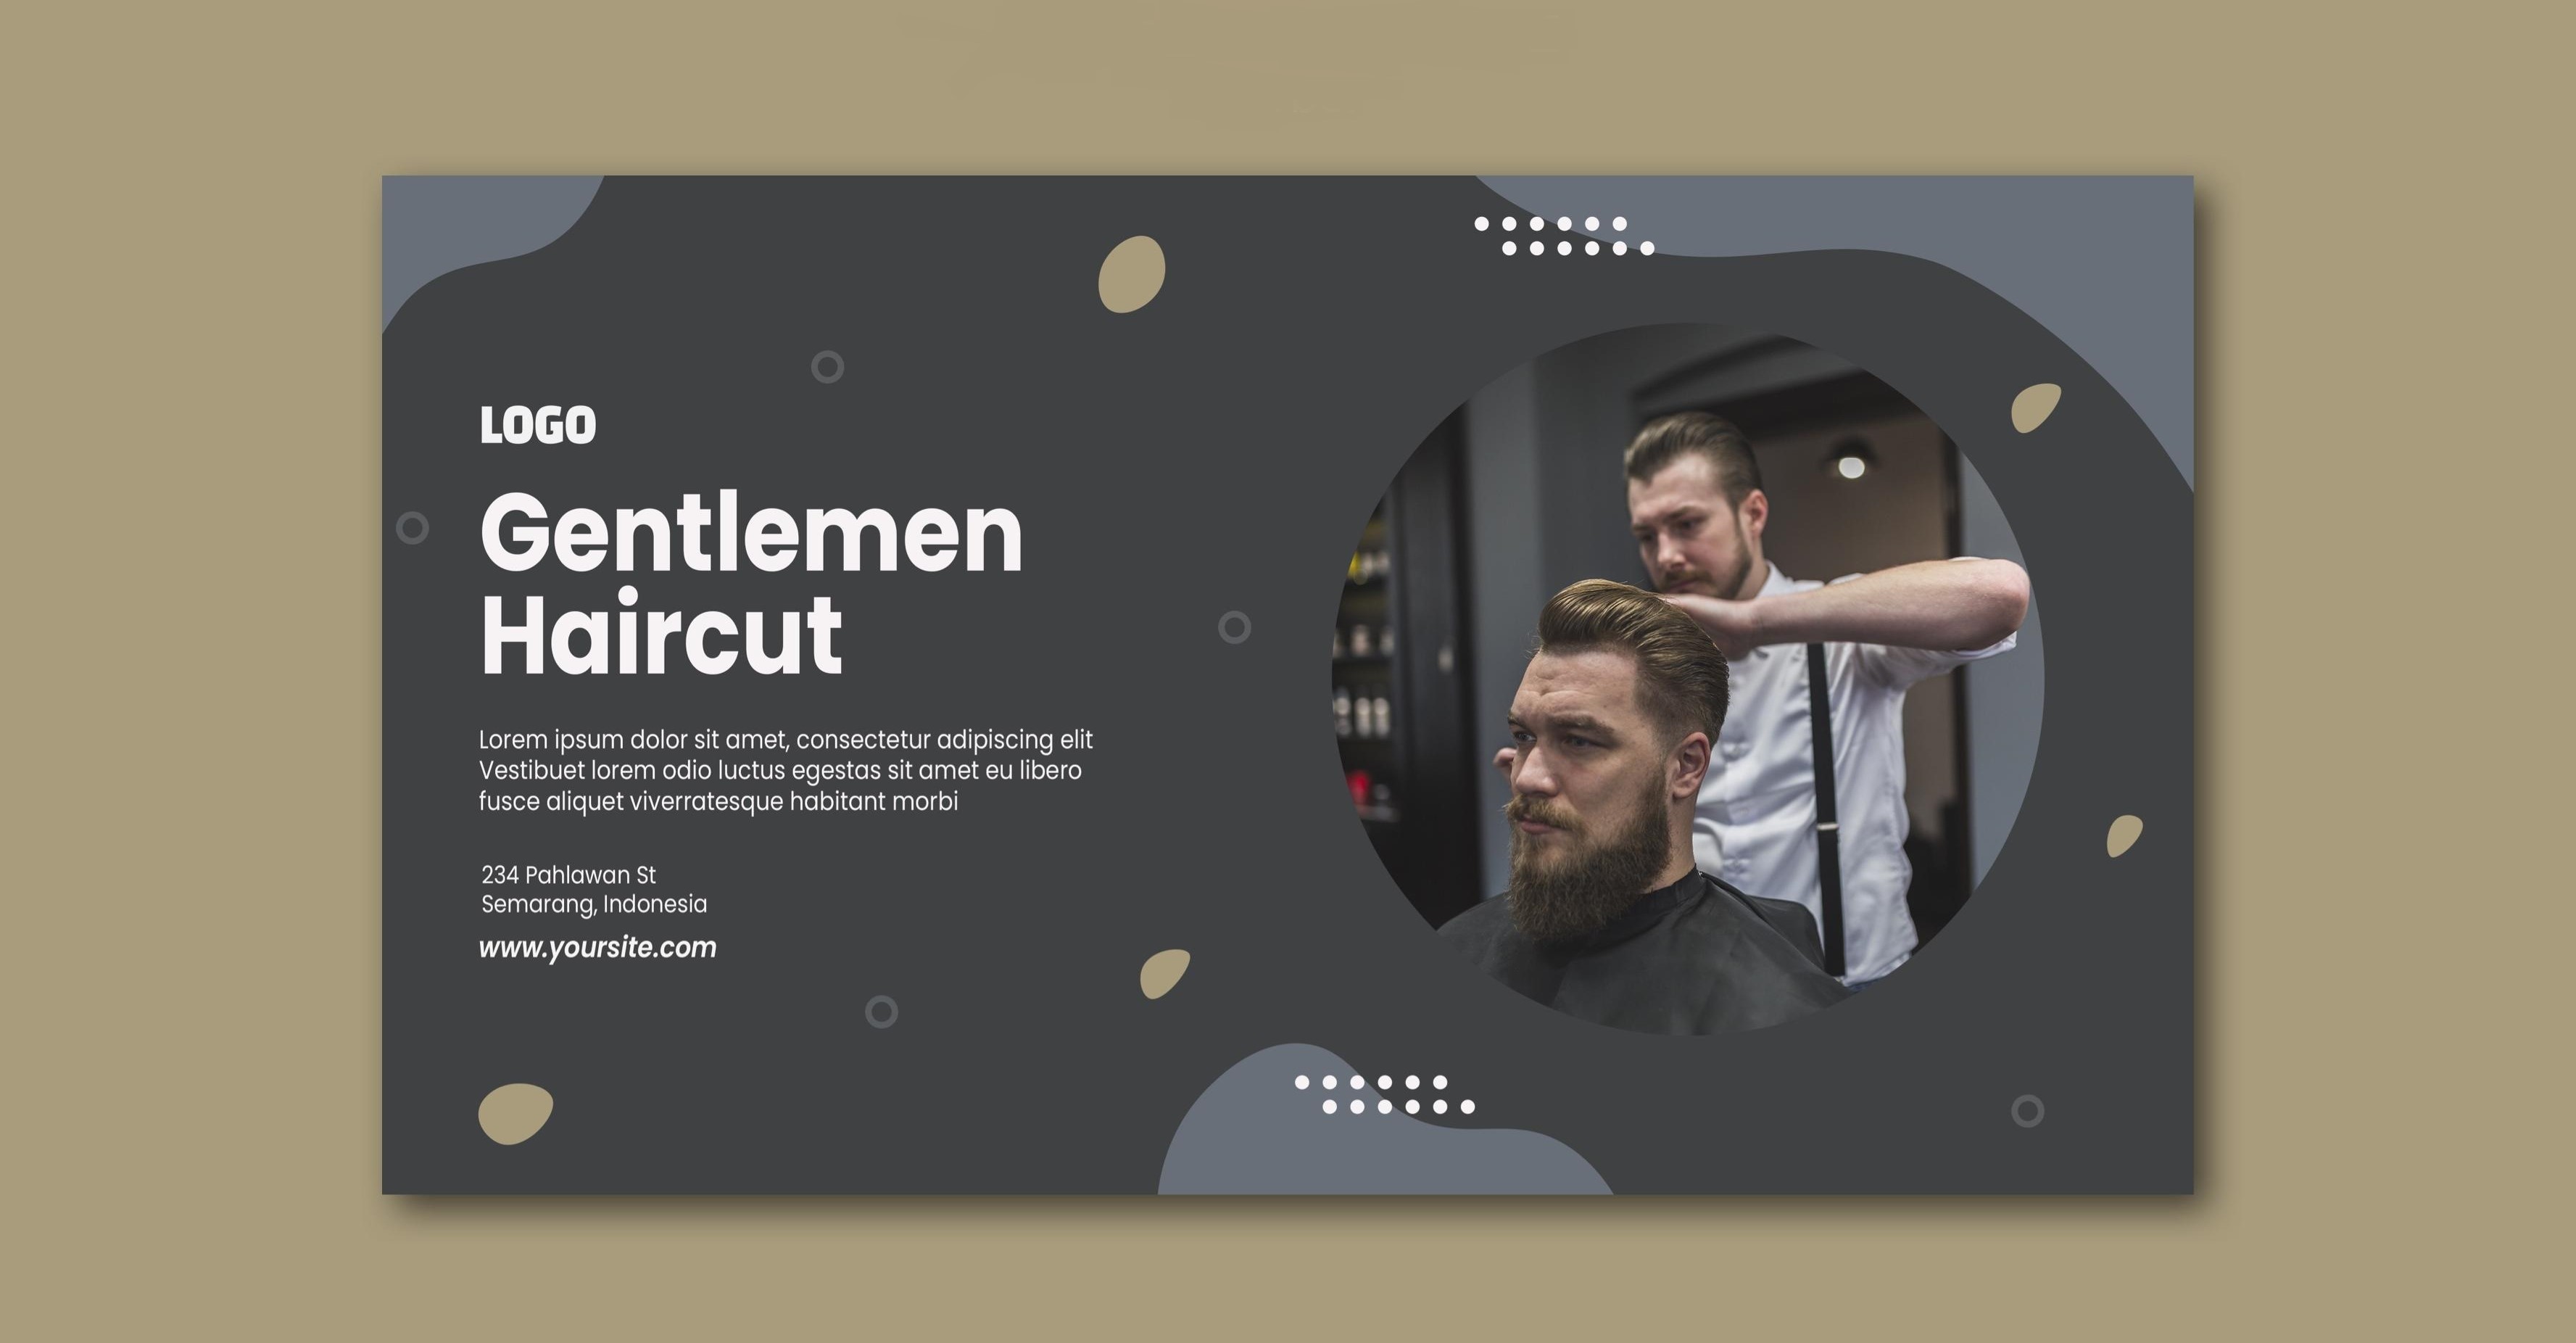 LOGO
Gentlemen
Haircut
Lorem ipsum dolor sit amet, consectetur adipiscing elit
Vestibuet lorem odio luctus egestas sit amet eu libero
fusce aliquet viverratesque habitant morbi
234 Pahlawan St
Semarang, Indonesia
www.yoursite.com